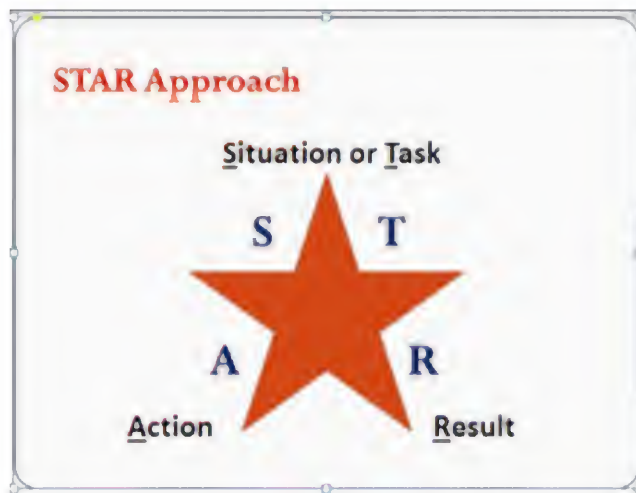 STAR Approach
Situation or Task
S T
A R
Action Result